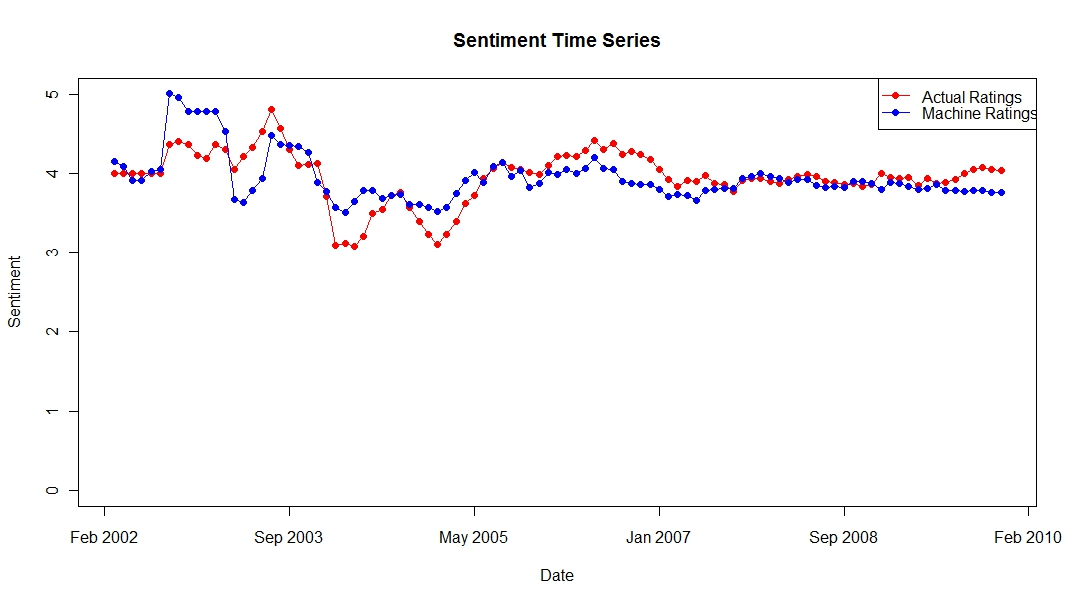 Sentiment Time Series
Actual Ratings
Machine Ratings
5
4
3
2
1
0
Sentiment
Feb 2002 Sep 2003 May 2005 Jan 2007 Sep 2008 Feb 2010
Date